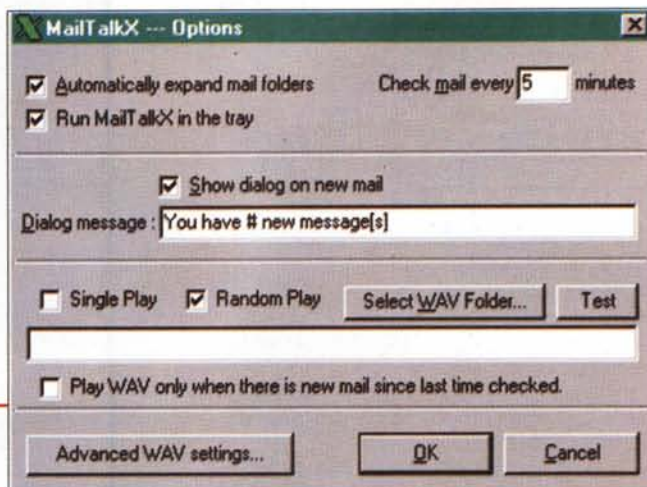 MailTalkX --- Options
Automatically expand mail folders
Check mail every 5 minutes
Run MailTalkX in the tray
Show dialog on new mail
Dialog message : You have # new message[s]
Single Play
Random Play
Select WAV Folder...
Test
Play WAV only when there is new mail since last time checked.
Advanced WAV settings...
OK
Cancel